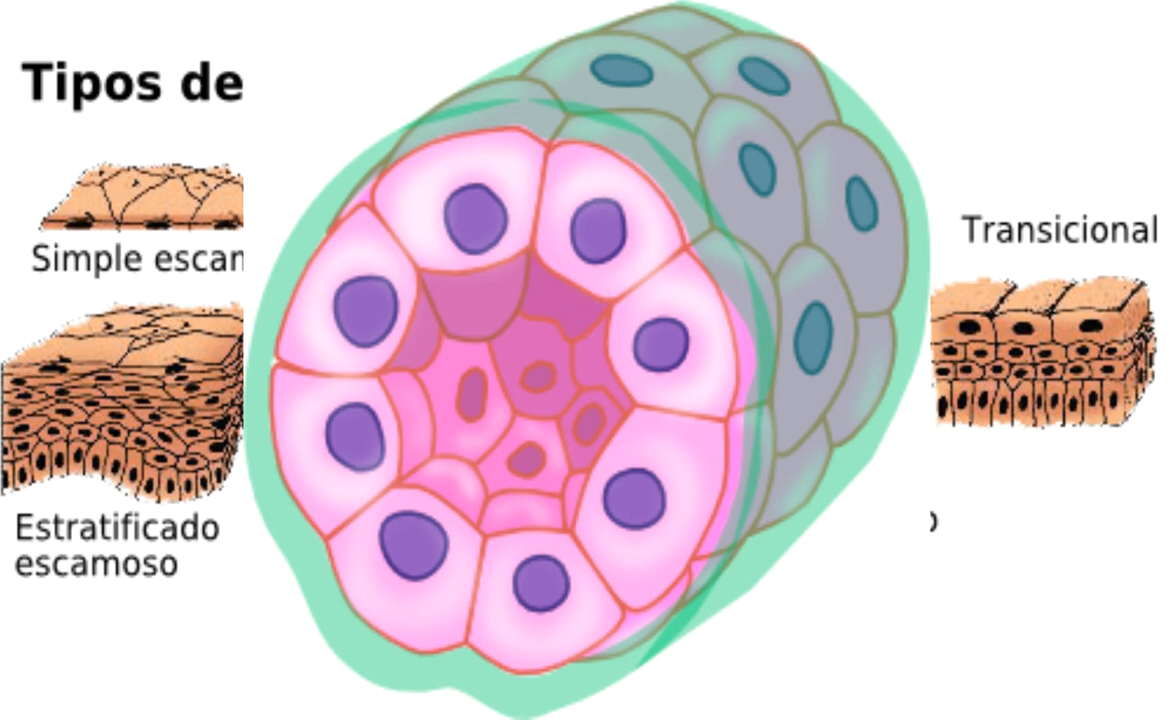 Tipos de
Simple escan
Transicional
Estratificado
escamoso